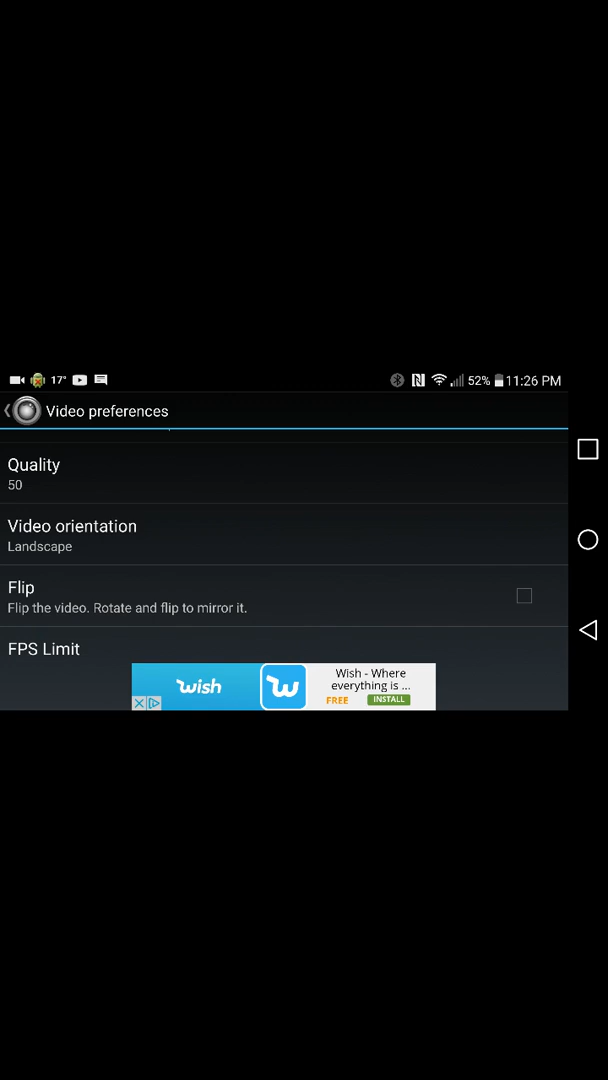 17° 52% 11:26 PM
Video preferences
Quality
50
Video orientation
Landscape
Flip
Flip the video. Rotate and flip to mirror it.
FPS Limit
wish
Wish - Where
everything is ...
FREE INSTALL